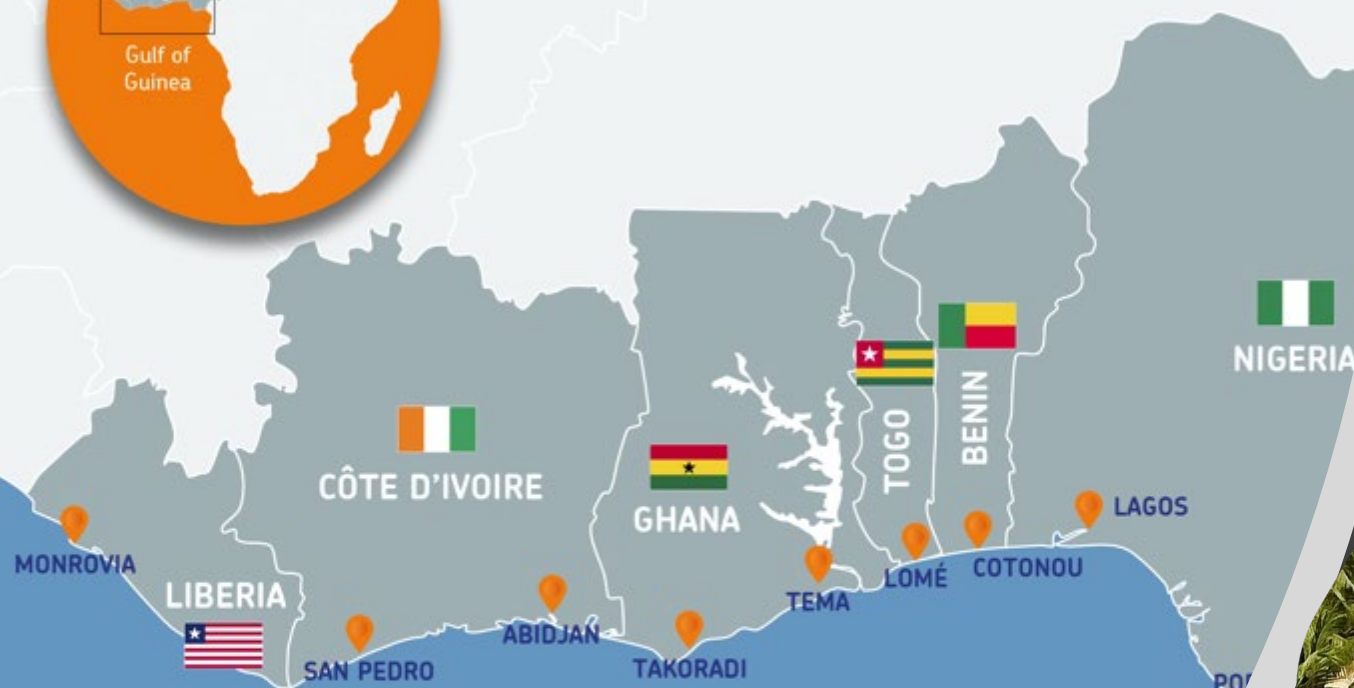 Gulf of
Guinea
NIGERIA
TOGO
BENIN
CÔTE D'IVOIRE
GHANA
LAGOS
MONROVIA
LOMÉ
COTONOU
LIBERIA
TEMA
ABIDJAN
SAN PEDRO
TAKORADI